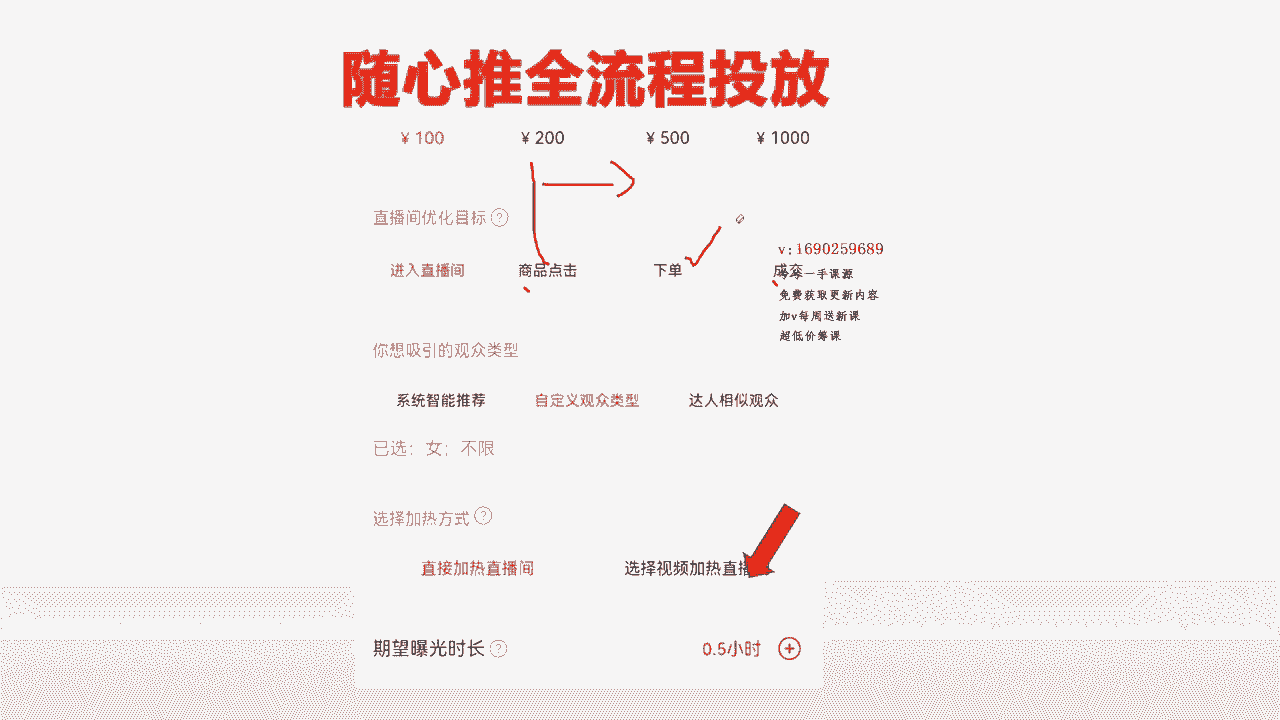 随心推全流程投放
¥ 100 ¥ 200 ¥ 500 ¥ 1000
直播间优化目标 ?
v:1690259689
进入直播间 商品点击 下单 成交
一手课源
免费获取更新内容
加v每周送新课
超低价筹课
你想吸引的观众类型
系统智能推荐 自定义观众类型 达人相似观众
已选：女；不限
选择加热方式 ?
直接加热直播间 选择视频加热直播
期望曝光时长 ? 0.5小时